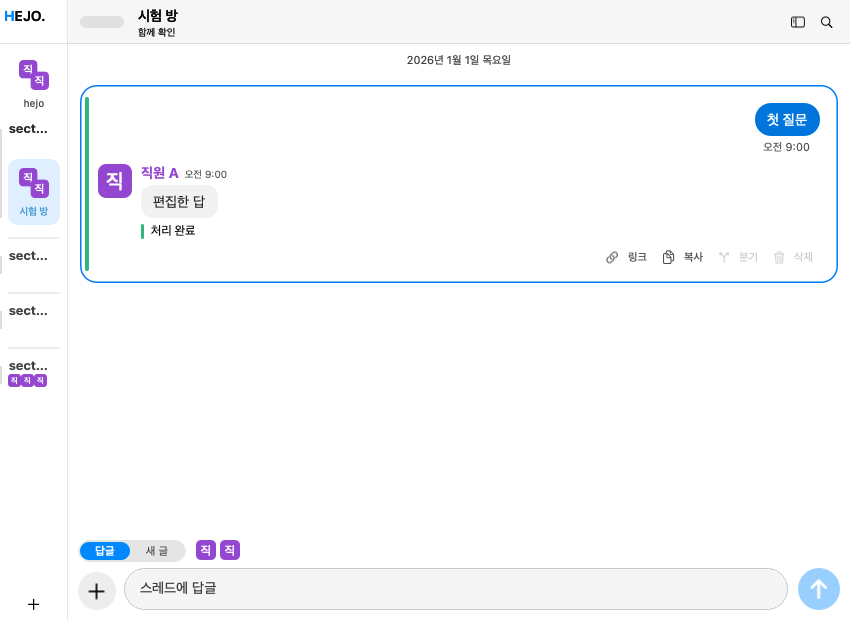 HEJO.
시험 방
함께 확인
2026년 1월 1일 목요일
직
직
hejo
sect...
직
직
시험 방
sect...
sect...
sect...
직 직 직
첫 질문
오전 9:00
직
직원 A 오전 9:00
편집한 답
처리 완료
링크 복사 분기 삭제
답글 새 글 직 직
스레드에 답글